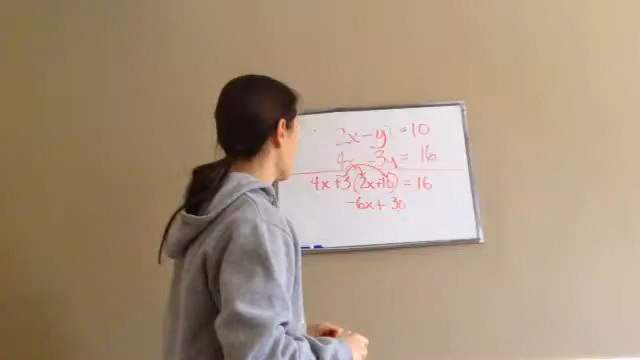 2x - y = 10
4x - 3y = 16
4x + 3(2x+10) = 16
-6x + 30